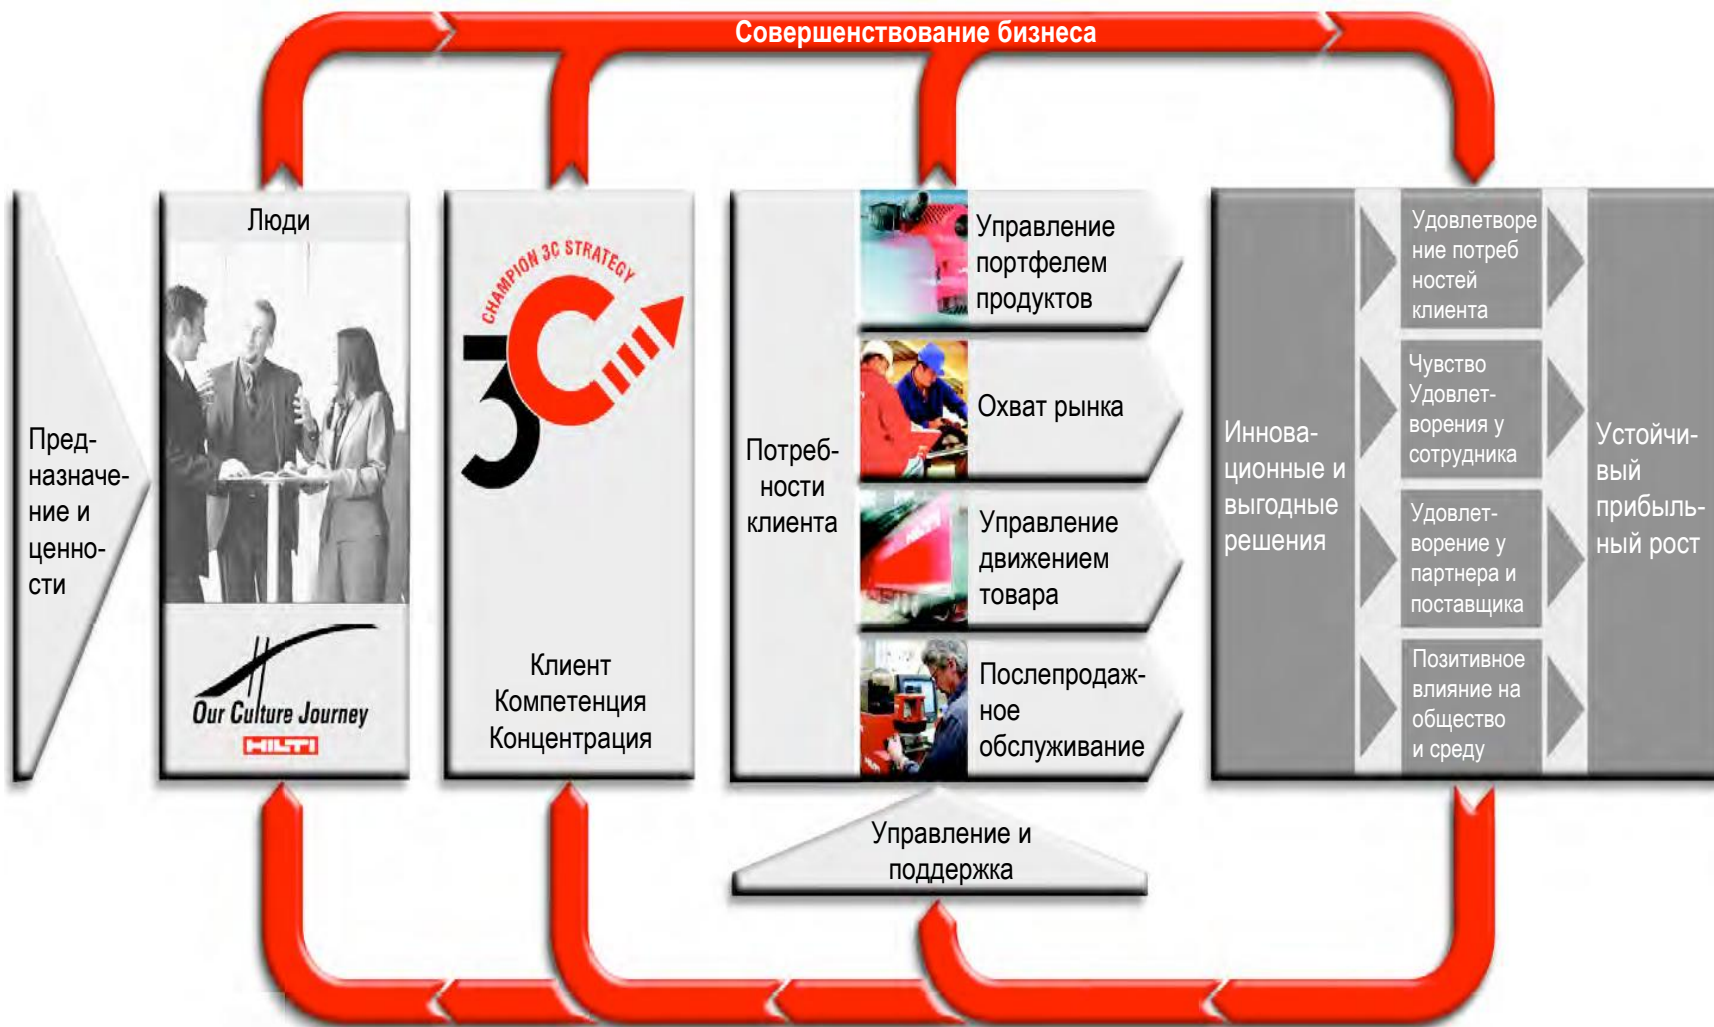 Совершенствование бизнеса
Пред-
назначе-
ние и
ценно-
сти
Люди
Our Culture Journey
HILTI
CHAMPION 3C STRATEGY
3C
Клиент
Компетенция
Концентрация
Потреб-
ности
клиента
Управление
портфелем
продуктов
Охват рынка
Управление
движением
товара
Послепродаж-
ное
обслуживание
Управление и
поддержка
Иннова-
ционные и
выгодные
решения
Удовлетворе
ние потреб
ностей
клиента
Чувство
Удовлет-
ворения у
сотрудника
Удовлет-
ворение у
партнера и
поставщика
Позитивное
влияние на
общество
и среду
Устойчи-
вый
прибыль-
ный рост